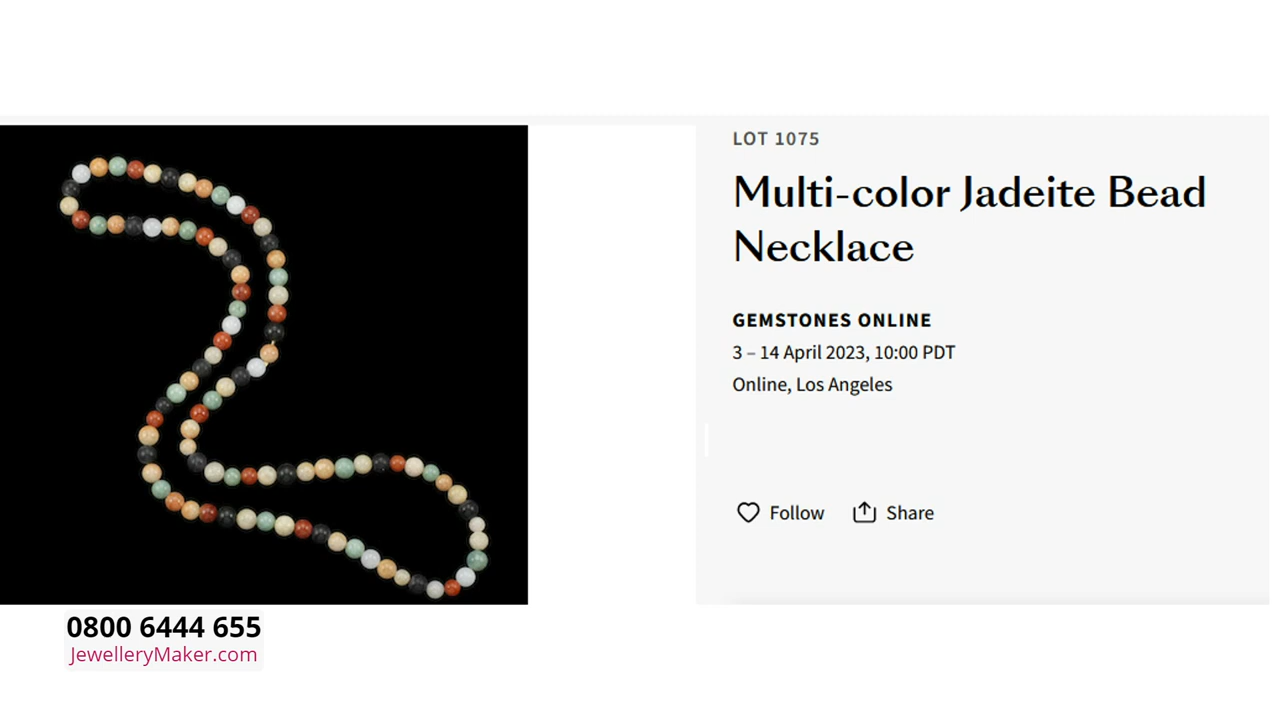 LOT 1075
Multi-color Jadeite Bead
Necklace
GEMSTONES ONLINE
3 – 14 April 2023, 10:00 PDT
Online, Los Angeles
Follow Share
0800 6444 655
JewelleryMaker.com